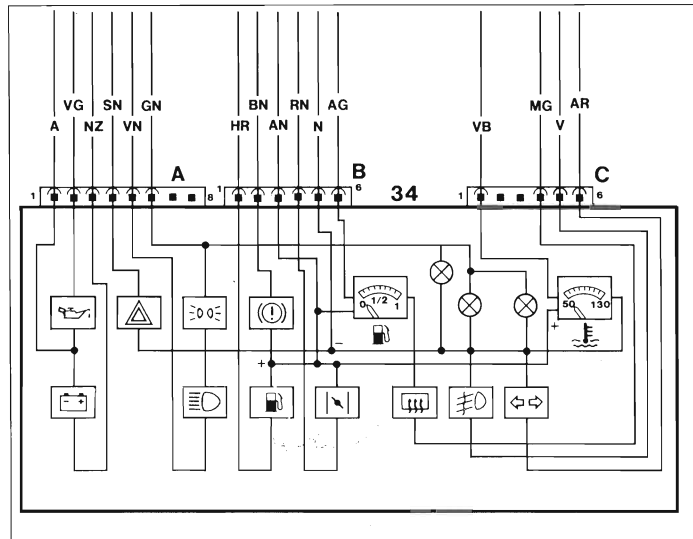 VG SN GN BN RN AG MG AR
A NZ VN HR AN N VB V
A B C
1 8 1 6 34 1 6
0 1/2 1 50 130
− + +
- +